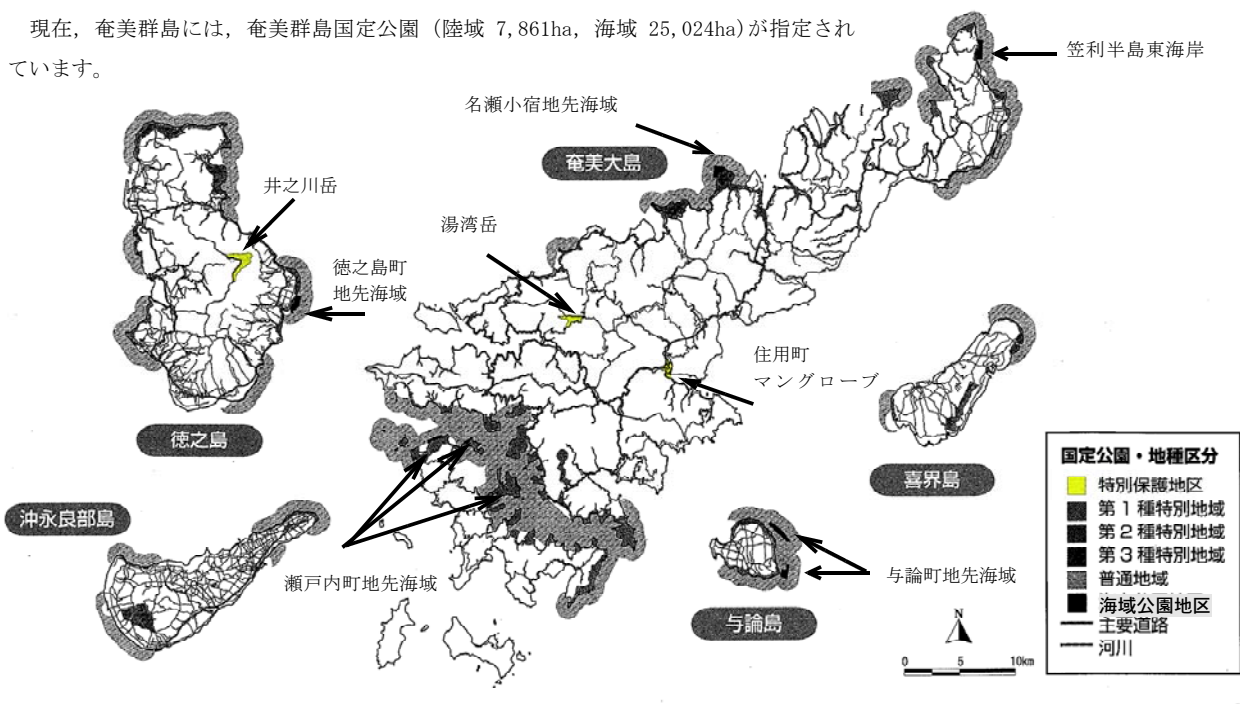 現在，奄美群島には，奄美群島国定公園（陸域 7,861ha，海域 25,024ha)が指定され
ています。
笠利半島東海岸
名瀬小宿地先海域
奄美大島
井之川岳
湯湾岳
徳之島町
地先海域
住用町
マングローブ
徳之島
喜界島
沖永良部島
瀬戸内町地先海域
与論町地先海域
与論島
N
0 5 10km
国定公園・地種区分
特別保護地区
第１種特別地域
第２種特別地域
第３種特別地域
普通地域
海域公園地区
主要道路
河川